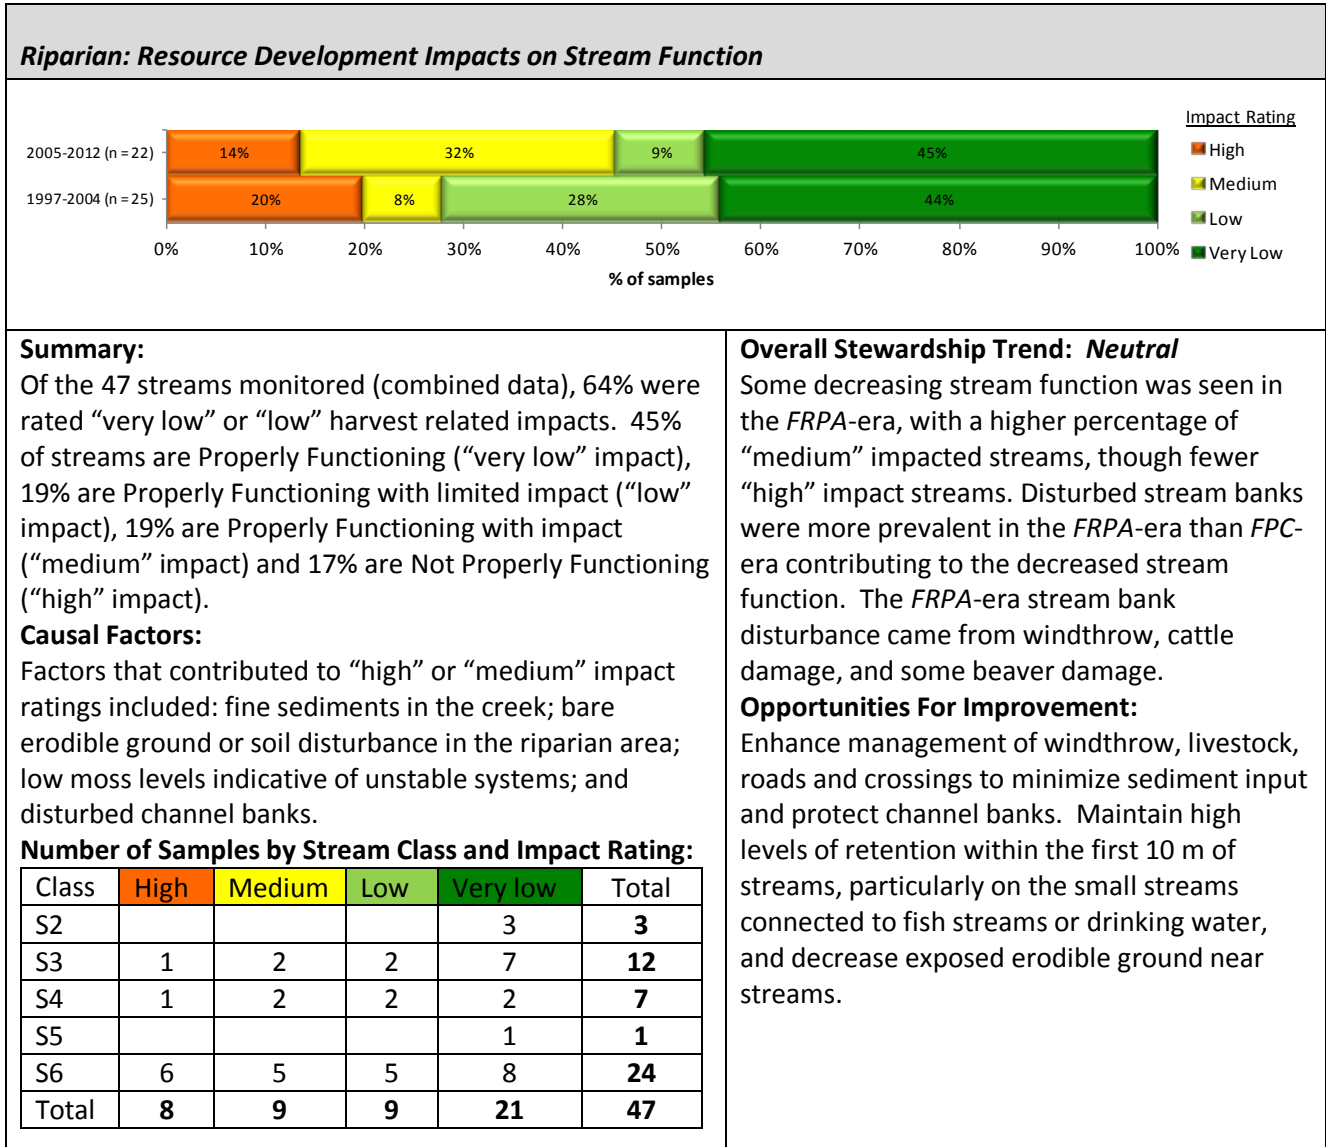 Riparian: Resource Development Impacts on Stream Function
Impact Rating
2005-2012 (n = 22) 14% 32% 9% 45%
1997-2004 (n = 25) 20% 8% 28% 44%
High
Medium
Low
Very Low
0% 10% 20% 30% 40% 50% 60% 70% 80% 90% 100%
% of samples
Summary:
Of the 47 streams monitored (combined data), 64% were
rated “very low” or “low” harvest related impacts. 45%
of streams are Properly Functioning (“very low” impact),
19% are Properly Functioning with limited impact (“low”
impact), 19% are Properly Functioning with impact
(“medium” impact) and 17% are Not Properly Functioning
(“high” impact).
Causal Factors:
Factors that contributed to “high” or “medium” impact
ratings included: fine sediments in the creek; bare
erodible ground or soil disturbance in the riparian area;
low moss levels indicative of unstable systems; and
disturbed channel banks.
Number of Samples by Stream Class and Impact Rating:
Class High Medium Low Very low Total
S2 3 3
S3 1 2 2 7 12
S4 1 2 2 2 7
S5 1 1
S6 6 5 5 8 24
Total 8 9 9 21 47
Overall Stewardship Trend: Neutral
Some decreasing stream function was seen in
the FRPA-era, with a higher percentage of
“medium” impacted streams, though fewer
“high” impact streams. Disturbed stream banks
were more prevalent in the FRPA-era than FPC-
era contributing to the decreased stream
function. The FRPA-era stream bank
disturbance came from windthrow, cattle
damage, and some beaver damage.
Opportunities For Improvement:
Enhance management of windthrow, livestock,
roads and crossings to minimize sediment input
and protect channel banks. Maintain high
levels of retention within the first 10 m of
streams, particularly on the small streams
connected to fish streams or drinking water,
and decrease exposed erodible ground near
streams.